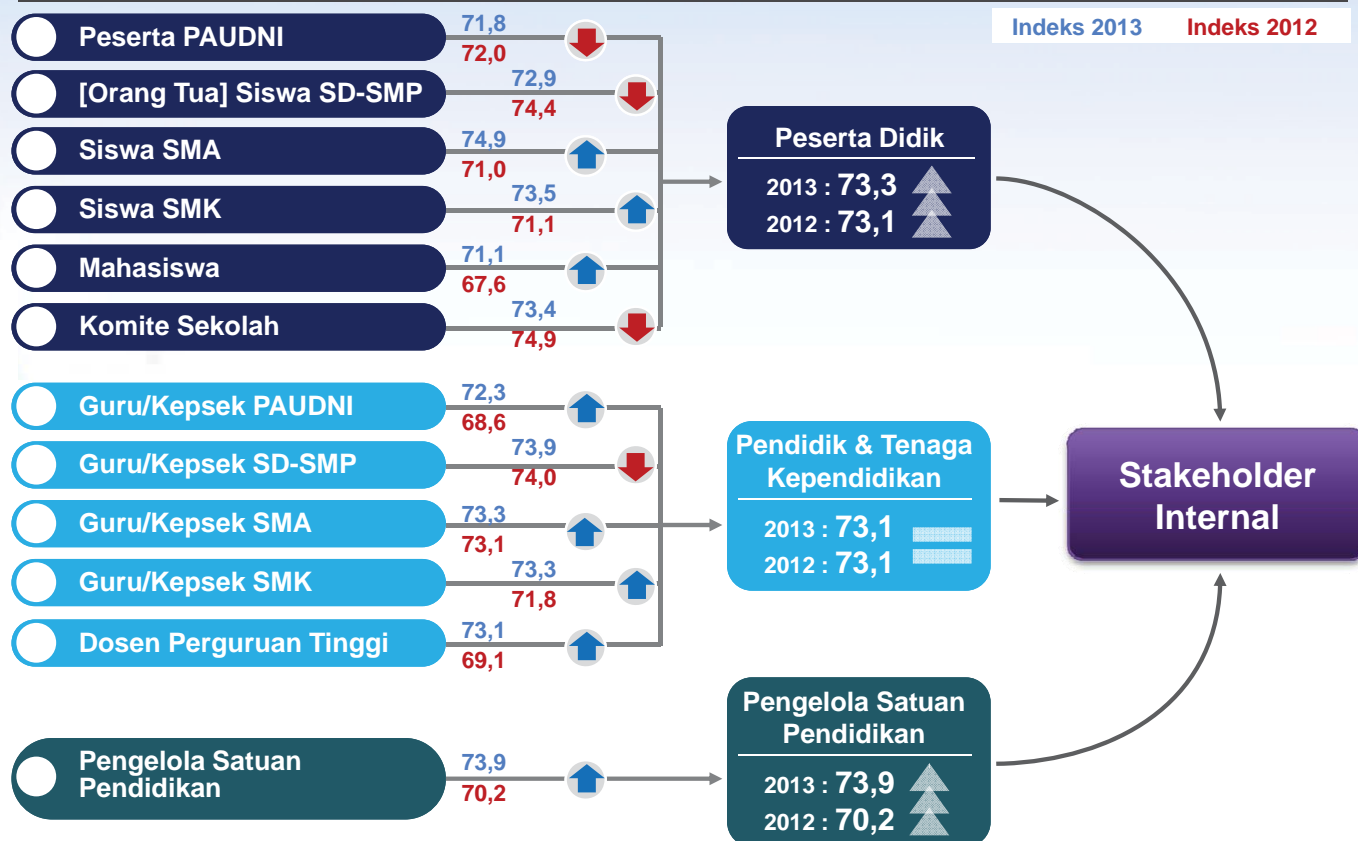 Indeks 2013 Indeks 2012
Peserta PAUDNI
71,8
72,0
[Orang Tua] Siswa SD-SMP
72,9
74,4
Siswa SMA
74,9
71,0
Siswa SMK
73,5
71,1
Mahasiswa
71,1
67,6
Komite Sekolah
73,4
74,9
Peserta Didik
2013 : 73,3
2012 : 73,1
Guru/Kepsek PAUDNI
72,3
68,6
Guru/Kepsek SD-SMP
73,9
74,0
Guru/Kepsek SMA
73,3
73,1
Guru/Kepsek SMK
73,3
71,8
Dosen Perguruan Tinggi
73,1
69,1
Pendidik & Tenaga
Kependidikan
2013 : 73,1
2012 : 73,1
Pengelola Satuan
Pendidikan
73,9
70,2
Pengelola Satuan
Pendidikan
2013 : 73,9
2012 : 70,2
Stakeholder
Internal